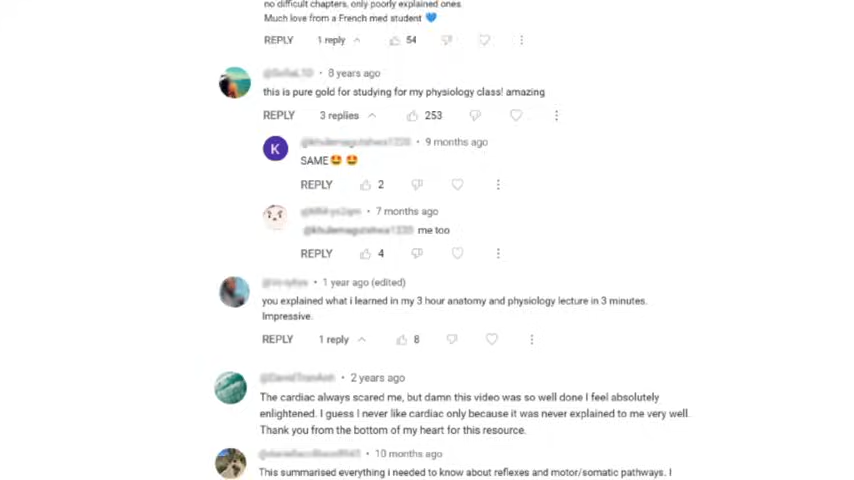 no difficult chapters, only poorly explained ones.
Much love from a French med student 💙
REPLY 1 reply 54
• 8 years ago
this is pure gold for studying for my physiology class! amazing
REPLY 3 replies 253
K
• 9 months ago
SAME🤩 🤩
REPLY 2
• 7 months ago
me too
REPLY 4
• 1 year ago (edited)
you explained what i learned in my 3 hour anatomy and physiology lecture in 3 minutes.
Impressive.
REPLY 1 reply 8
• 2 years ago
The cardiac always scared me, but damn this video was so well done I feel absolutely
enlightened. I guess I never like cardiac only because it was never explained to me very well.
Thank you from the bottom of my heart for this resource.
• 10 months ago
This summarised everything i needed to know about reflexes and motor/somatic pathways. I